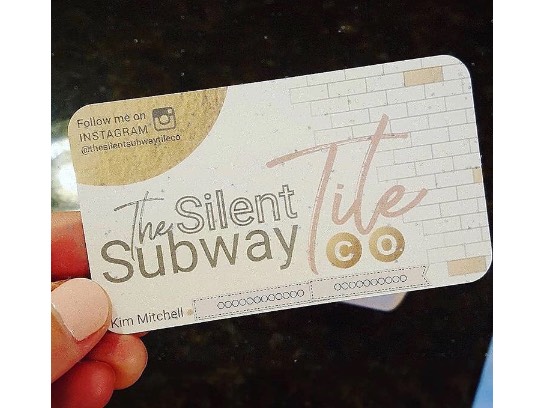 Follow me on
INSTAGRAM
@thesilentsubwaytileco
The Silent
Subway Tile
CO
Kim Mitchell